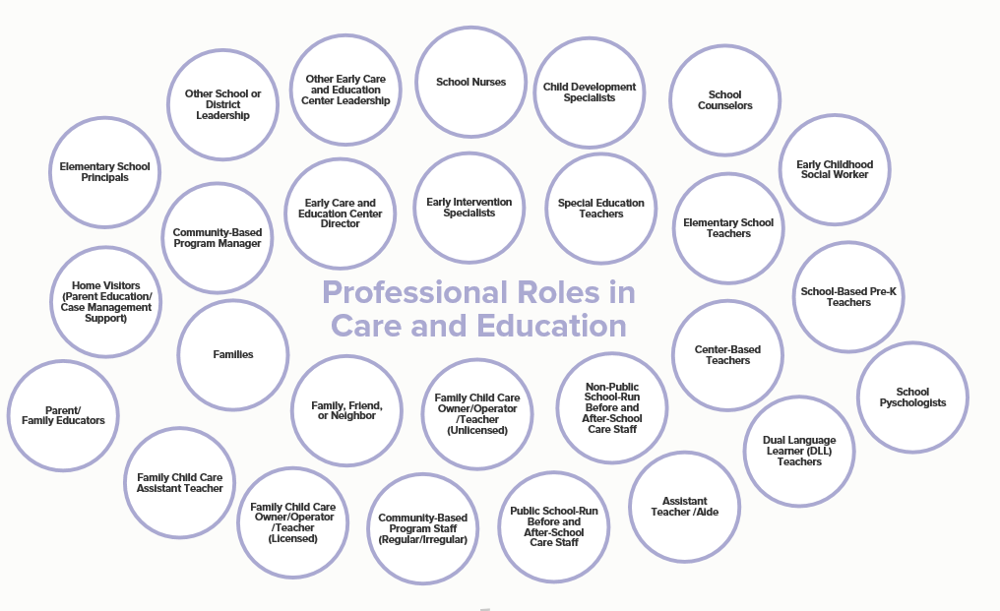 Other School or
District
Leadership
Other Early Care
and Education
Center Leadership
School Nurses
Child Development
Specialists
School
Counselors
Elementary School
Principals
Early Childhood
Social Worker
Community-Based
Program Manager
Early Care and
Education Center
Director
Early Intervention
Specialists
Special Education
Teachers
Elementary School
Teachers
Home Visitors
(Parent Education/
Case Management
Support)
School-Based Pre-K
Teachers
Professional Roles in
Care and Education
Families
Center-Based
Teachers
Parent/
Family Educators
Family, Friend,
or Neighbor
Family Child Care
Owner/Operator
/Teacher
(Unlicensed)
Non-Public
School-Run
Before and
After-School
Care Staff
School
Pyschologists
Dual Language
Learner (DLL)
Teachers
Family Child Care
Assistant Teacher
Family Child Care
Owner/Operator
/Teacher
(Licensed)
Community-Based
Program Staff
(Regular/Irregular)
Public School-Run
Before and
After-School
Care Staff
Assistant
Teacher /Aide